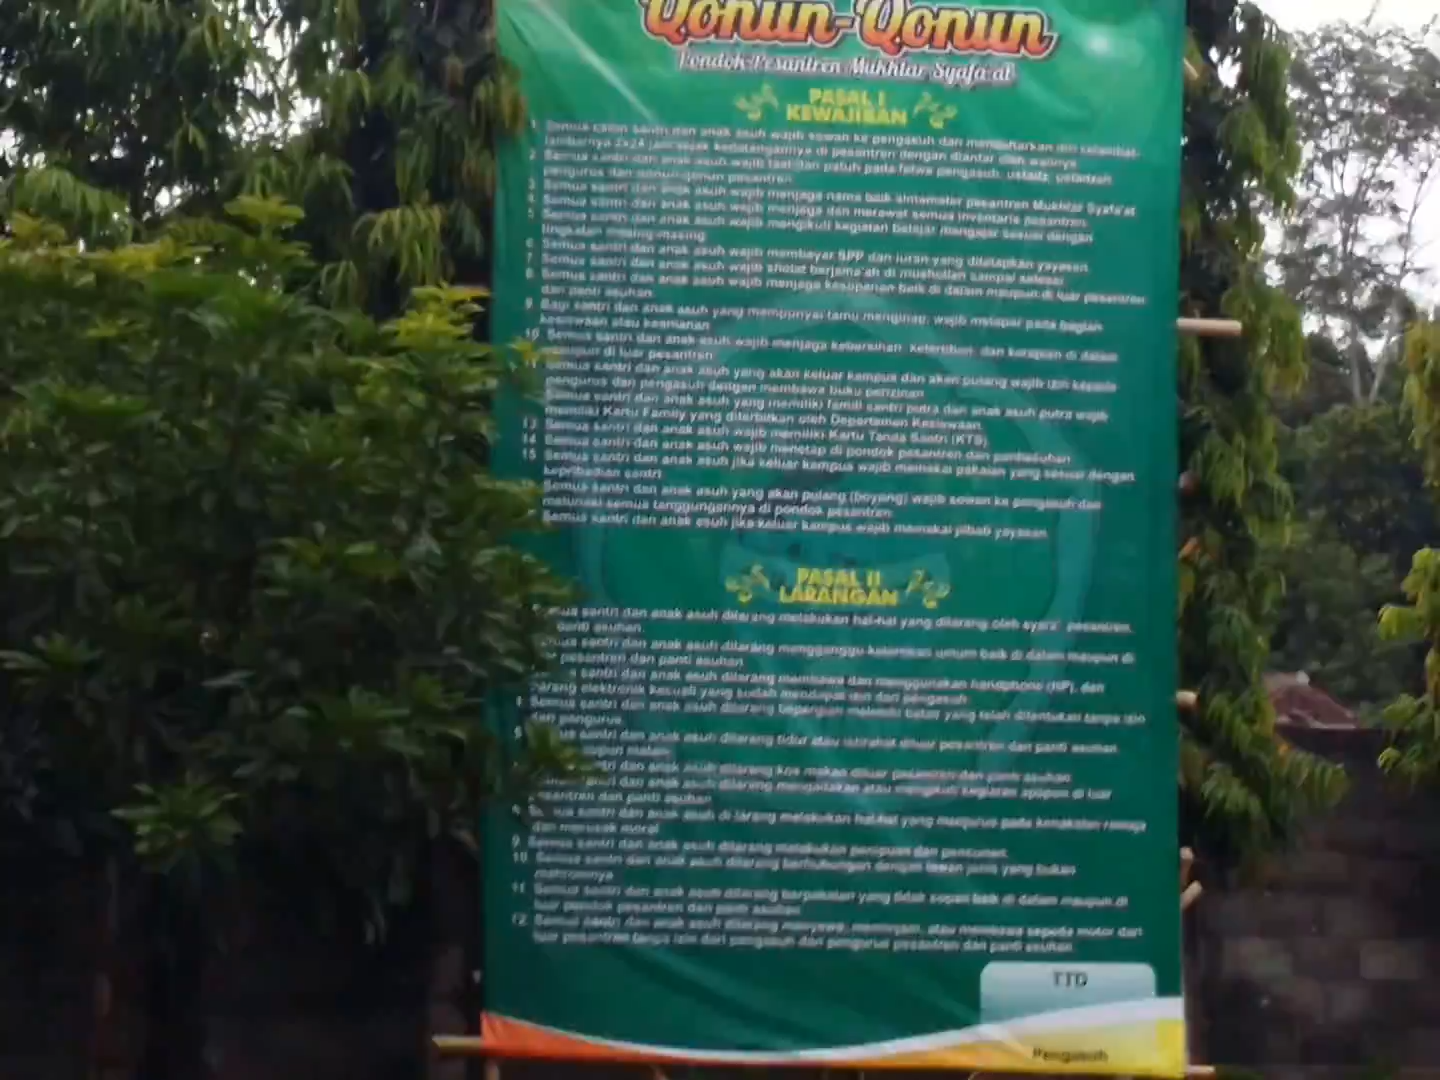 Qonun-Qonun
Pondok Pesantren Mukhtar Syafa'at
PASAL I
KEWAJIBAN
1. Semua calon santri dan anak asuh wajib sowan ke pengasuh dan mendaftarkan diri selambat-
lambatnya 2x24 jam sejak kedatangannya di pesantren dengan diantar oleh walinya
2. Semua santri dan anak asuh wajib taat dan patuh pada fatwa pengasuh, ustadz, ustadzah
pengurus dan qonun-qonun pesantren
3. Semua santri dan anak asuh wajib menjaga nama baik almamater pesantren Mukhtar Syafa'at
4. Semua santri dan anak asuh wajib menjaga dan merawat semua inventaris pesantren
5. Semua santri dan anak asuh wajib mengikuti kegiatan belajar mengajar sesuai dengan
tingkatan masing-masing
6. Semua santri dan anak asuh wajib membayar SPP dan iuran yang ditetapkan yayasan
7. Semua santri dan anak asuh wajib sholat berjama'ah di mushollah sampai selesai
8. Semua santri dan anak asuh wajib menjaga kesopanan baik di dalam maupun di luar pesantren
dan panti asuhan
9. Bagi santri dan anak asuh yang mempunyai tamu menginap, wajib melapor pada bagian
kesiswaan atau keamanan
10. Semua santri dan anak asuh wajib menjaga kebersihan, ketertiban, dan kerapian di dalam
maupun di luar pesantren
11. Semua santri dan anak asuh yang akan keluar kampus dan akan pulang wajib izin kepada
pengurus dan pengasuh dengan membawa buku perizinan
Semua santri dan anak asuh yang memiliki famili santri putra dan anak asuh putra wajib
memiliki Kartu Family yang diterbitkan oleh Departemen Kesiswaan
13. Semua santri dan anak asuh wajib memiliki Kartu Tanda Santri (KTS)
14. Semua santri dan anak asuh wajib menetap di pondok pesantren dan panti asuhan
15. Semua santri dan anak asuh jika keluar kampus wajib memakai pakaian yang sesuai dengan
kepribadian santri
Semua santri dan anak asuh yang akan pulang (boyong) wajib sowan ke pengasuh dan
melunasi semua tanggungannya di pondok pesantren
Semua santri dan anak asuh jika keluar kampus wajib memakai jilbab yayasan
PASAL II
LARANGAN
santri dan anak asuh dilarang melakukan hal-hal yang dilarang oleh syara' pesantren,
panti asuhan.
santri dan anak asuh dilarang mengganggu ketentraman umum baik di dalam maupun di
pesantren dan panti asuhan
santri dan anak asuh dilarang membawa dan menggunakan handphone (HP), dan
barang elektronik kecuali yang sudah mendapat izin dari pengasuh
4. Semua santri dan anak asuh dilarang bepergian melebihi batas yang telah ditentukan tanpa izin
dari pengurus
5. santri dan anak asuh dilarang tidur atau istirahat diluar pesantren dan panti asuhan
malam
santri dan anak asuh dilarang kos makan diluar pesantren dan panti asuhan
santri dan anak asuh dilarang mengadakan atau mengikuti kegiatan apapun di luar
pesantren dan panti asuhan
8. santri dan anak asuh di larang melakukan hal-hal yang menjurus pada kenakalan remaja
dan merusak moral
9. Semua santri dan anak asuh dilarang melakukan penipuan dan pencurian.
10. Semua santri dan anak asuh dilarang berhubungan dengan lawan jenis yang bukan
mahromnya
11. Semua santri dan anak asuh dilarang berpakaian yang tidak sopan baik di dalam maupun di
luar pondok pesantren dan panti asuhan
12. Semua santri dan anak asuh dilarang menyewa, meminjam, atau membawa sepeda motor dari
luar pesantren tanpa izin dari pengasuh dan pengurus pesantren dan panti asuhan
TTD
Pengasuh